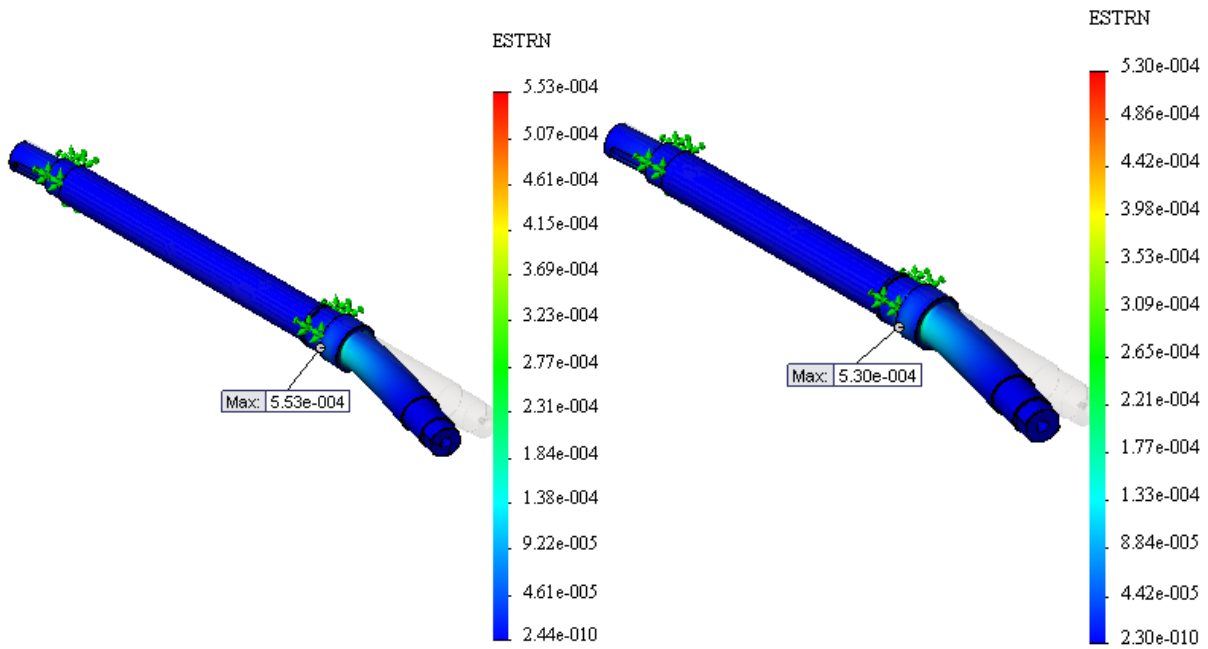 ESTRN
5.53e-004
5.07e-004
4.61e-004
4.15e-004
3.69e-004
3.23e-004
2.77e-004
2.31e-004
1.84e-004
1.38e-004
9.22e-005
4.61e-005
2.44e-010
Max: 5.53e-004
ESTRN
5.30e-004
4.86e-004
4.42e-004
3.98e-004
3.53e-004
3.09e-004
2.65e-004
2.21e-004
1.77e-004
1.33e-004
8.84e-005
4.42e-005
2.30e-010
Max: 5.30e-004